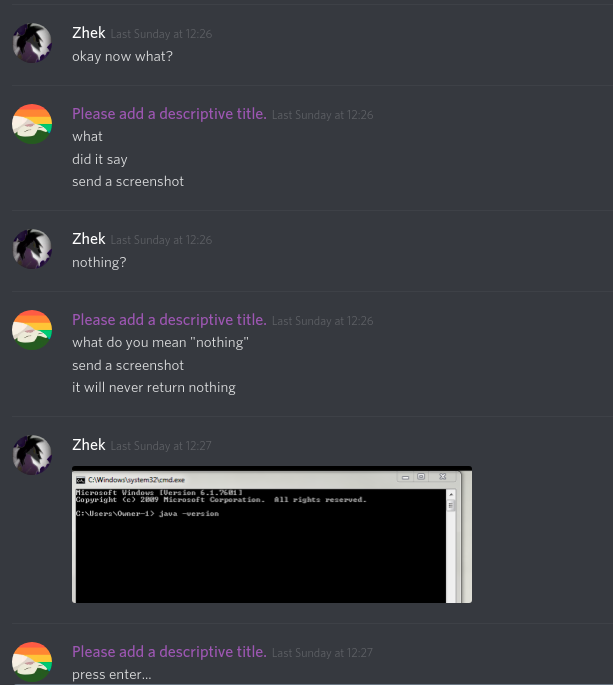 Zhek Last Sunday at 12:26
okay now what?
Please add a descriptive title. Last Sunday at 12:26
what
did it say
send a screenshot
Zhek Last Sunday at 12:26
nothing?
Please add a descriptive title. Last Sunday at 12:26
what do you mean "nothing"
send a screenshot
it will never return nothing
Zhek Last Sunday at 12:27
C:\Windows\system32\cmd.exe
Microsoft Windows [Version 6.1.7601]
Copyright (c) 2009 Microsoft Corporation. All rights reserved.
C:\Users\Owner-1> java -version
Please add a descriptive title. Last Sunday at 12:27
press enter...